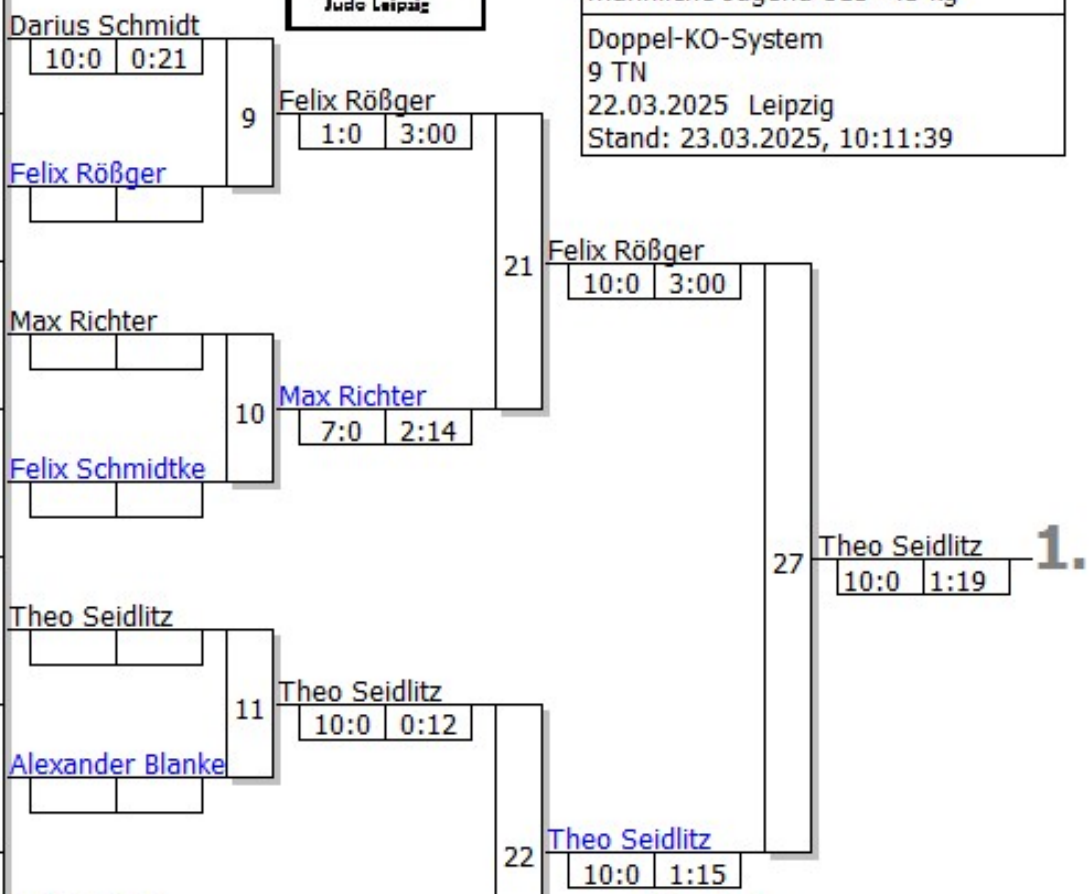 Judo Leipzig
Doppel-KO-System
9 TN
22.03.2025 Leipzig
Stand: 23.03.2025, 10:11:39
Darius Schmidt
10:0 0:21
9
Felix Rößger
1:0 3:00
Felix Rößger
21
Felix Rößger
10:0 3:00
Max Richter
10
Max Richter
7:0 2:14
Felix Schmidtke
27
Theo Seidlitz
1.
10:0 1:19
Theo Seidlitz
11
Theo Seidlitz
10:0 0:12
Alexander Blanke
22
Theo Seidlitz
10:0 1:15